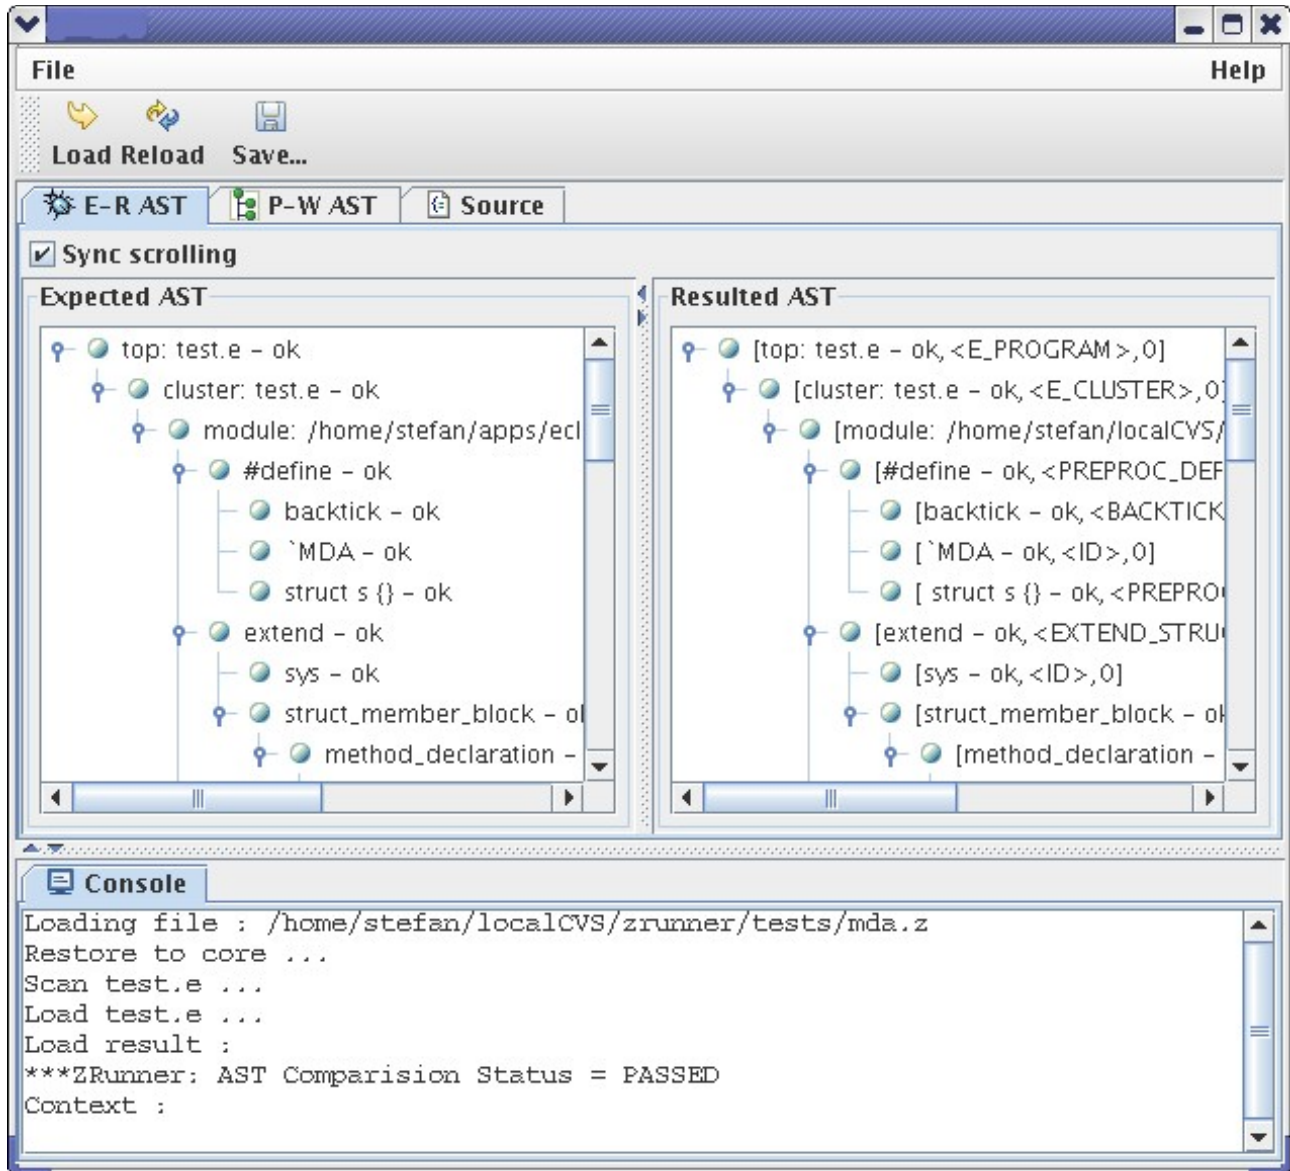 File Help
Load Reload Save...
E-R AST P-W AST Source
Sync scrolling
Expected AST
top: test.e - ok
cluster: test.e - ok
module: /home/stefan/apps/ecl
#define - ok
backtick - ok
`MDA - ok
struct s {} - ok
extend - ok
sys - ok
struct_member_block - ok
method_declaration -
Resulted AST
[top: test.e - ok, <E_PROGRAM>,0]
[cluster: test.e - ok, <E_CLUSTER>,0]
[module: /home/stefan/localCVS/
[#define - ok, <PREPROC_DEF
[backtick - ok, <BACKTICK
[`MDA - ok, <ID>,0]
[ struct s {} - ok, <PREPRO
[extend - ok, <EXTEND_STRU
[sys - ok, <ID>,0]
[struct_member_block - ok
[method_declaration -
Console
Loading file : /home/stefan/localCVS/zrunner/tests/mda.z
Restore to core ...
Scan test.e ...
Load test.e ...
Load result :
***ZRunner: AST Comparision Status = PASSED
Context :